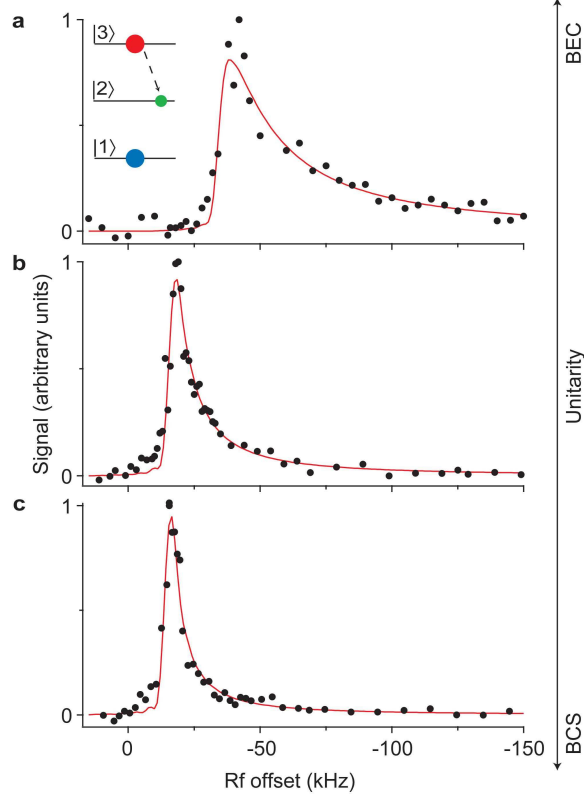 a
|3⟩
|2⟩
|1⟩
1
0
b
1
0
c
1
0
0
-50
-100
-150
Rf offset (kHz)
Signal (arbitrary units)
BEC
Unitarity
BCS